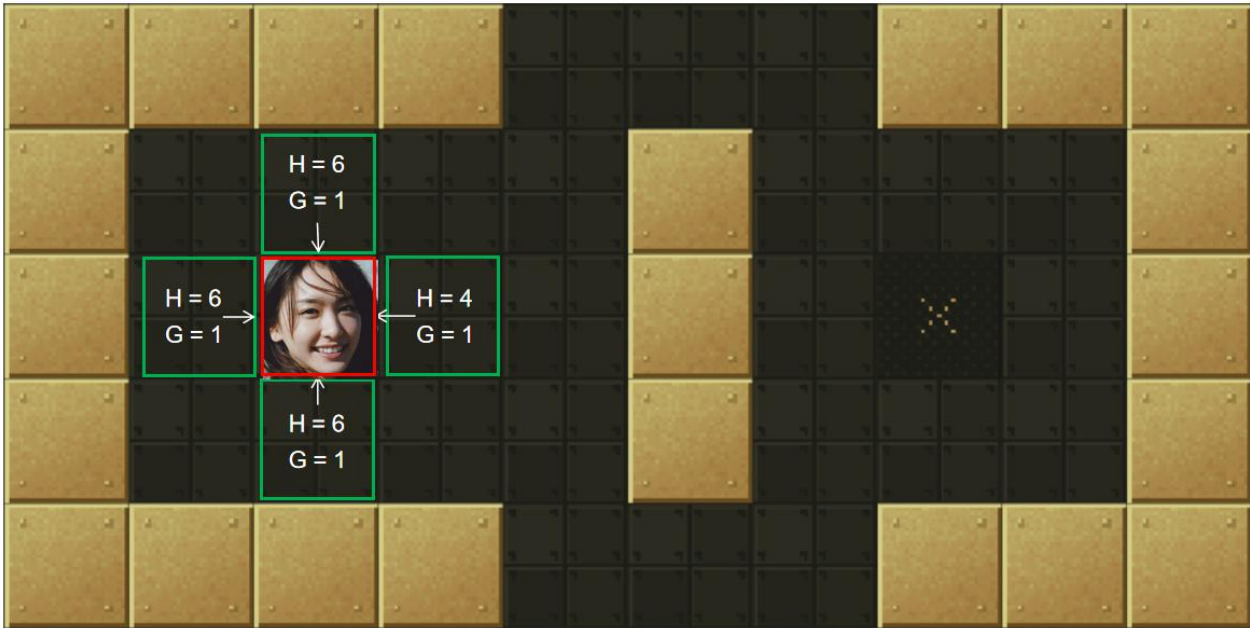 H = 6
G = 1
H = 6
G = 1
H = 4
G = 1
H = 6
G = 1